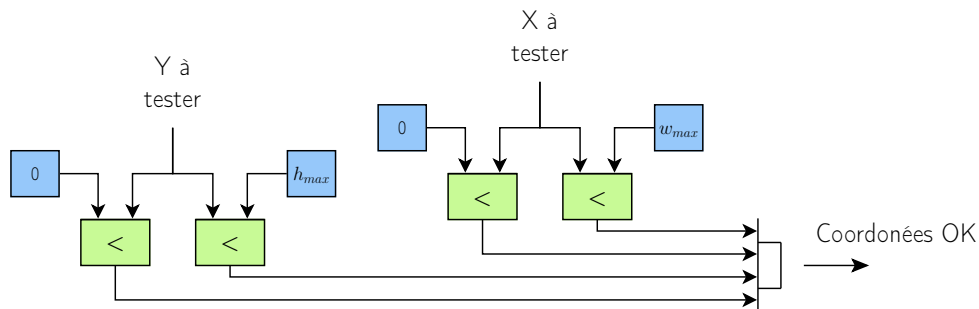 X à
tester
Y à
tester
0
w_max
0
h_max
<
<
<
<
Coordonées OK